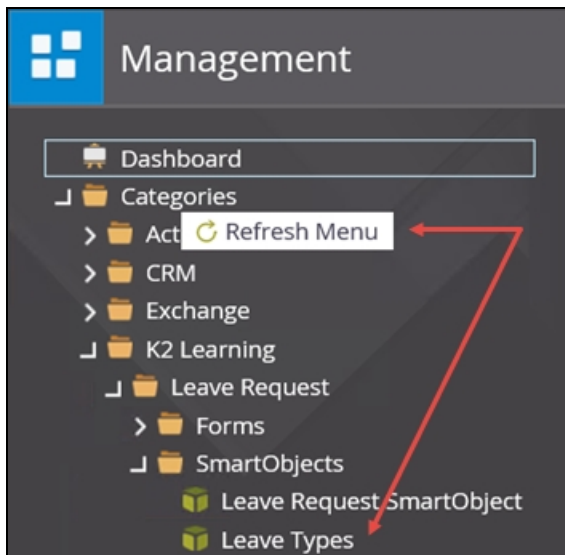 Management
Dashboard
Categories
Act
Refresh Menu
CRM
Exchange
K2 Learning
Leave Request
Forms
SmartObjects
Leave Request SmartObject
Leave Types